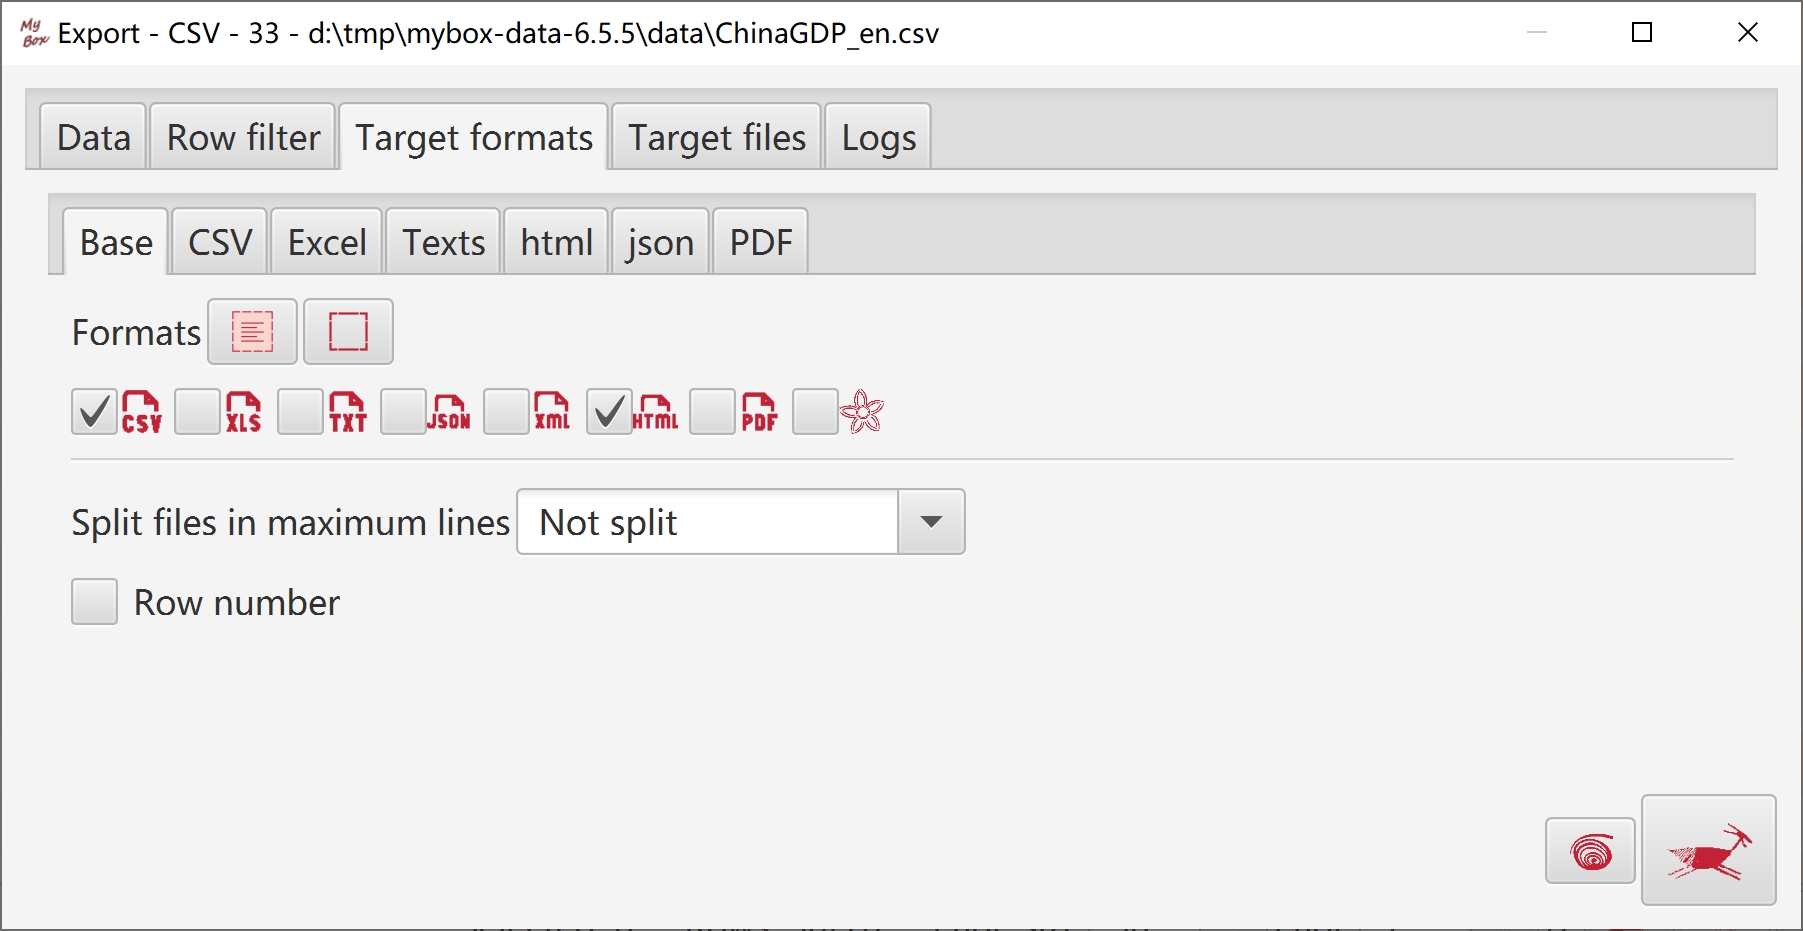 My Box Export - CSV - 33 - d:\tmp\mybox-data-6.5.5\data\ChinaGDP_en.csv
Data Row filter Target formats Target files Logs
Base CSV Excel Texts html json PDF
Formats
CSV XLS TXT JSON XML HTML PDF
Split files in maximum lines Not split
Row number